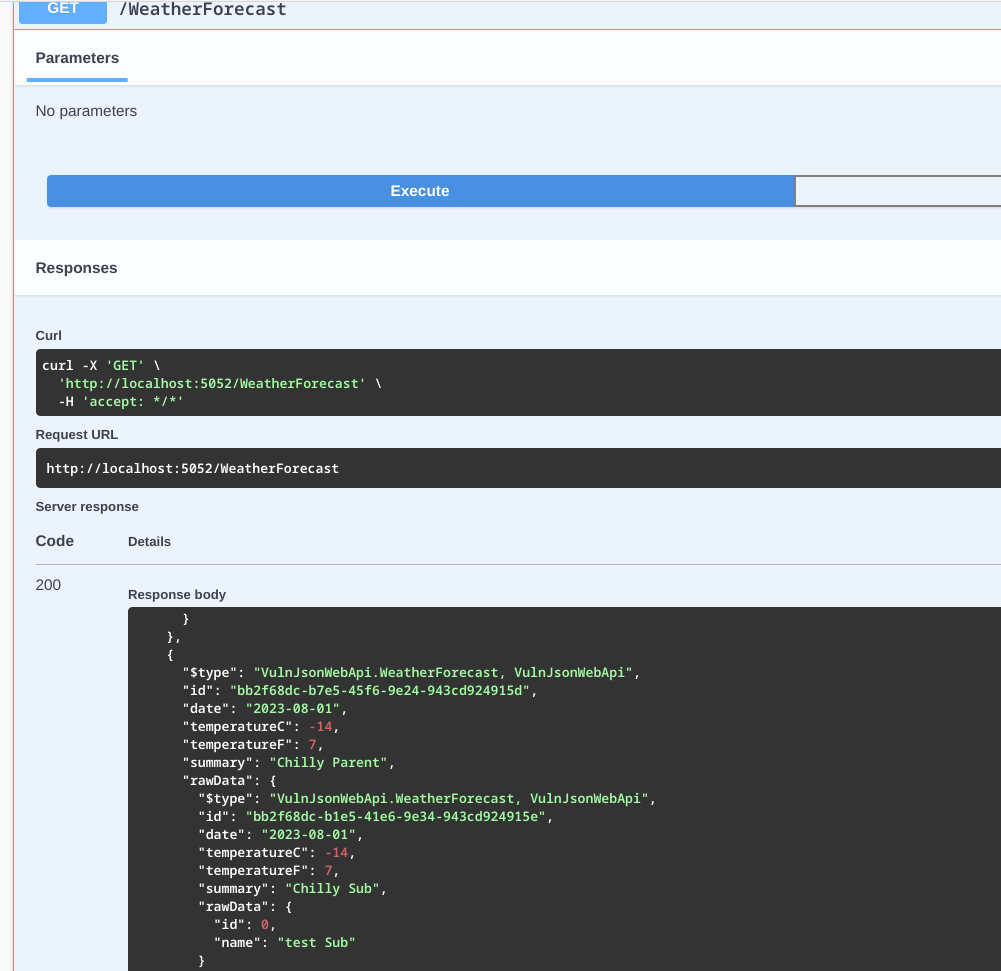 GET /WeatherForecast
Parameters
No parameters
Execute
Responses
Curl
curl -X 'GET' \
  'http://localhost:5052/WeatherForecast' \
  -H 'accept: */*'
Request URL
http://localhost:5052/WeatherForecast
Server response
Code Details
200
Response body
      }
    },
    {
      "$type": "VulnJsonWebApi.WeatherForecast, VulnJsonWebApi",
      "id": "bb2f68dc-b7e5-45f6-9e24-943cd924915d",
      "date": "2023-08-01",
      "temperatureC": -14,
      "temperatureF": 7,
      "summary": "Chilly Parent",
      "rawData": {
        "$type": "VulnJsonWebApi.WeatherForecast, VulnJsonWebApi",
        "id": "bb2f68dc-b1e5-41e6-9e34-943cd924915e",
        "date": "2023-08-01",
        "temperatureC": -14,
        "temperatureF": 7,
        "summary": "Chilly Sub",
        "rawData": {
          "id": 0,
          "name": "test Sub"
        }